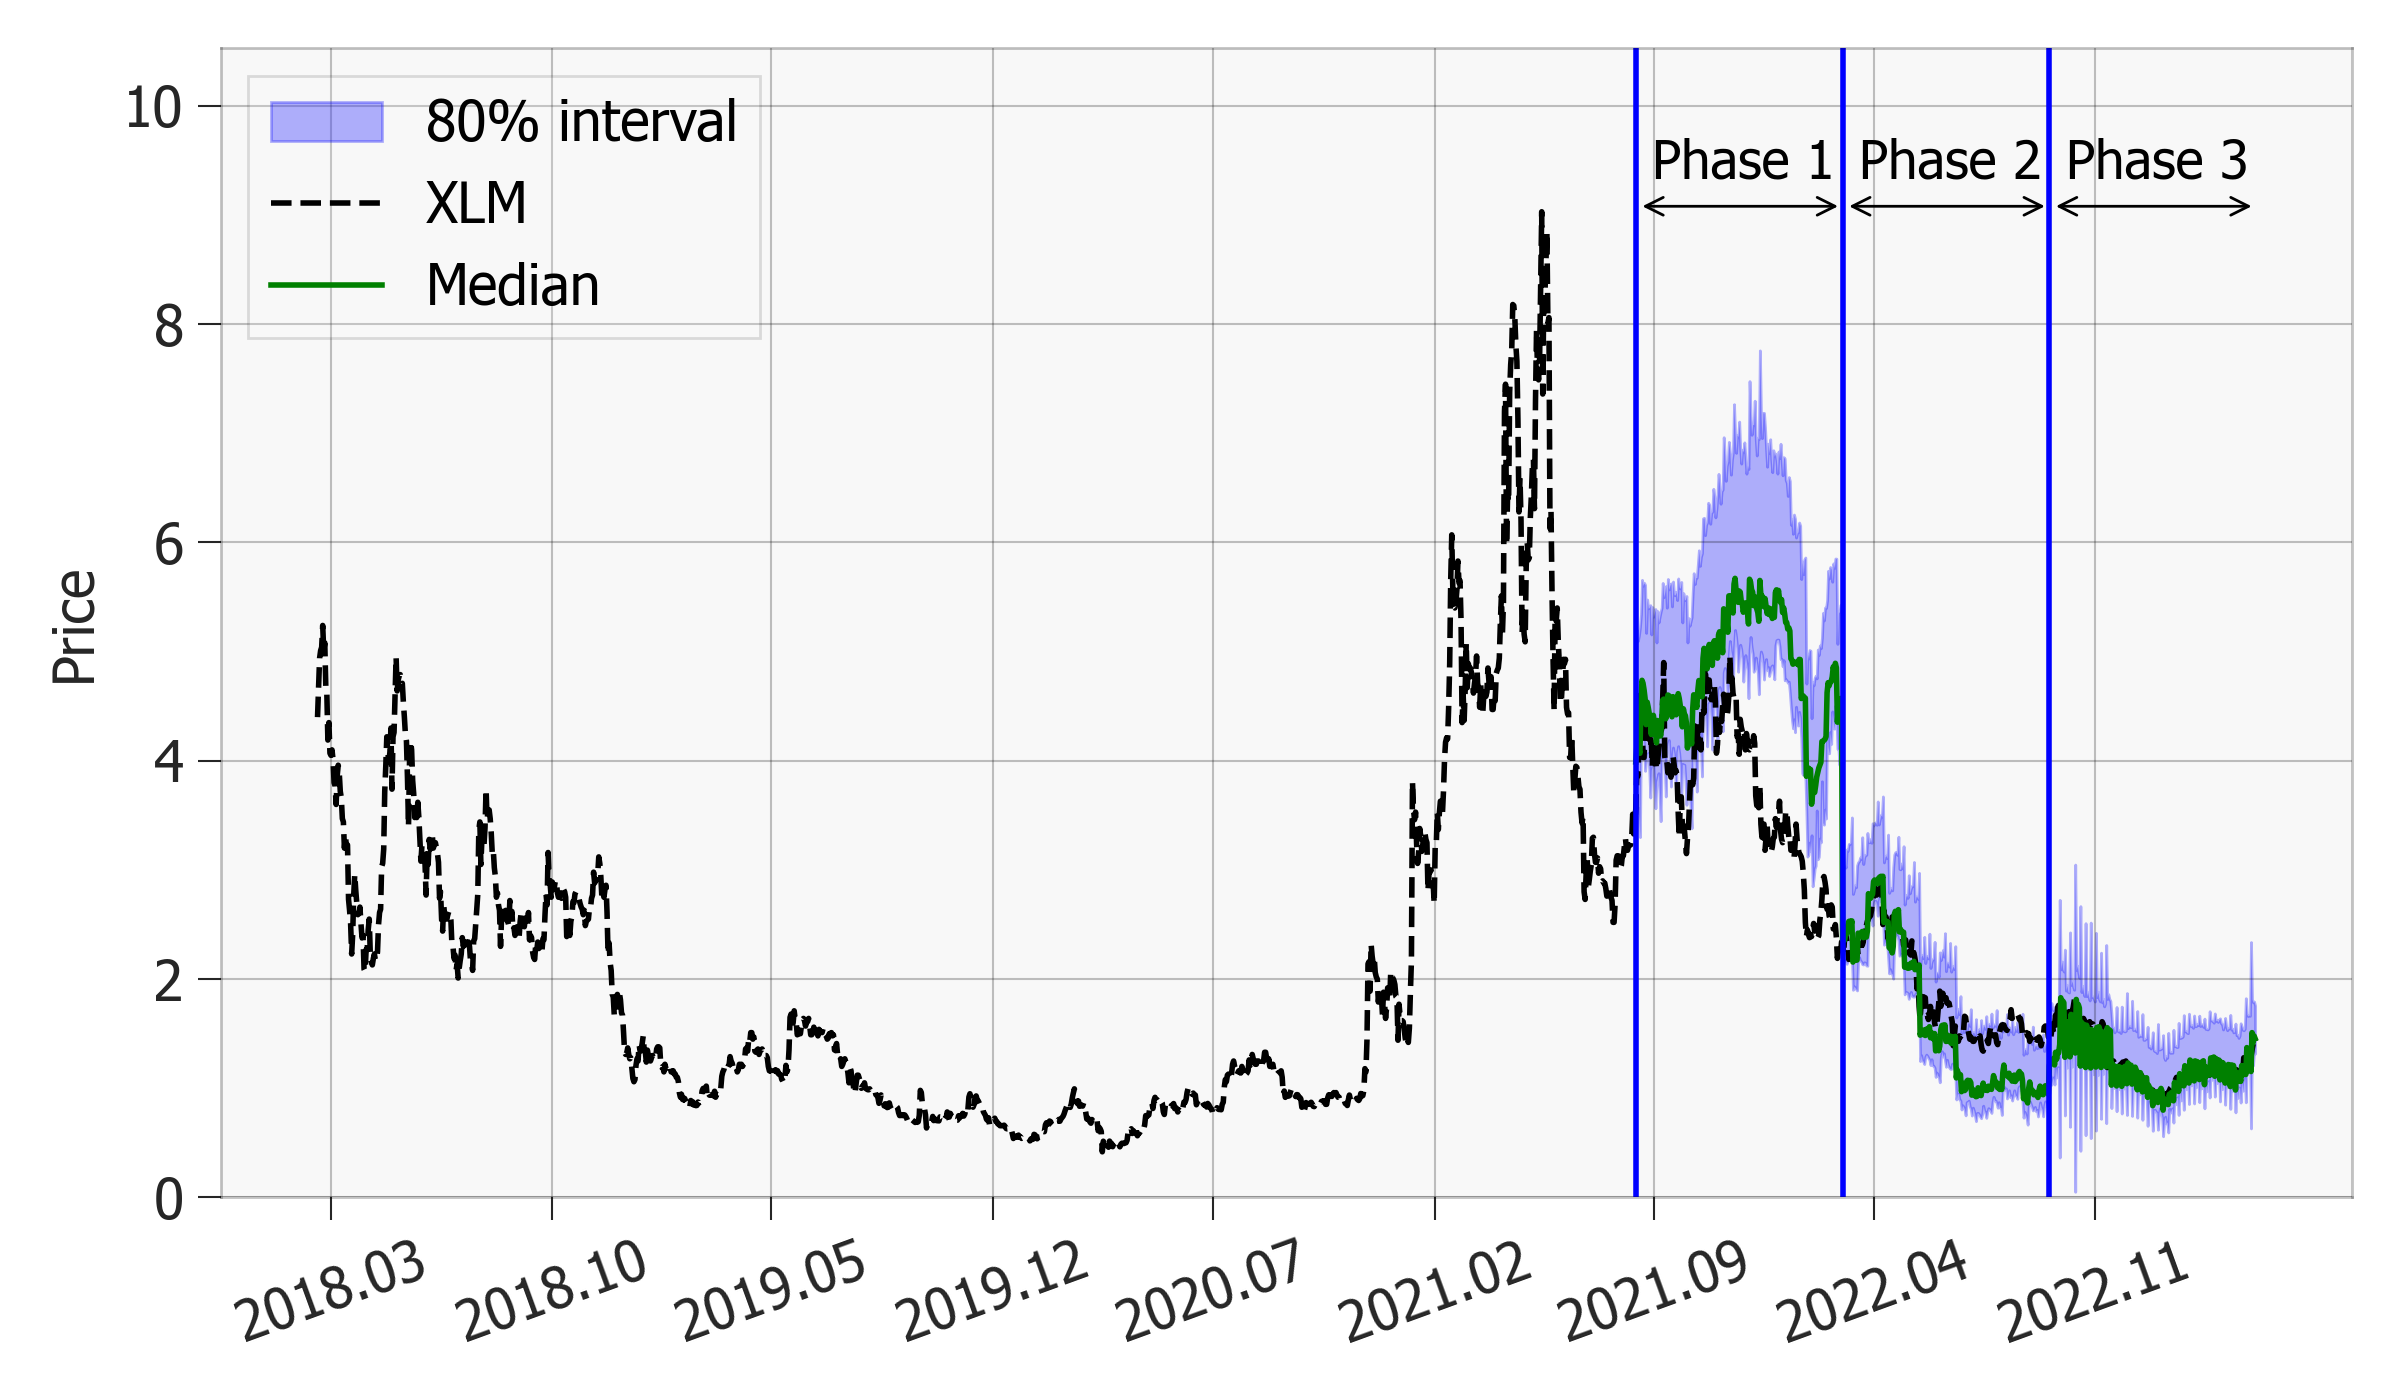 80% interval
XLM
Median
Phase 1
Phase 2
Phase 3
Price
10
8
6
4
2
0
2018.03
2018.10
2019.05
2019.12
2020.07
2021.02
2021.09
2022.04
2022.11